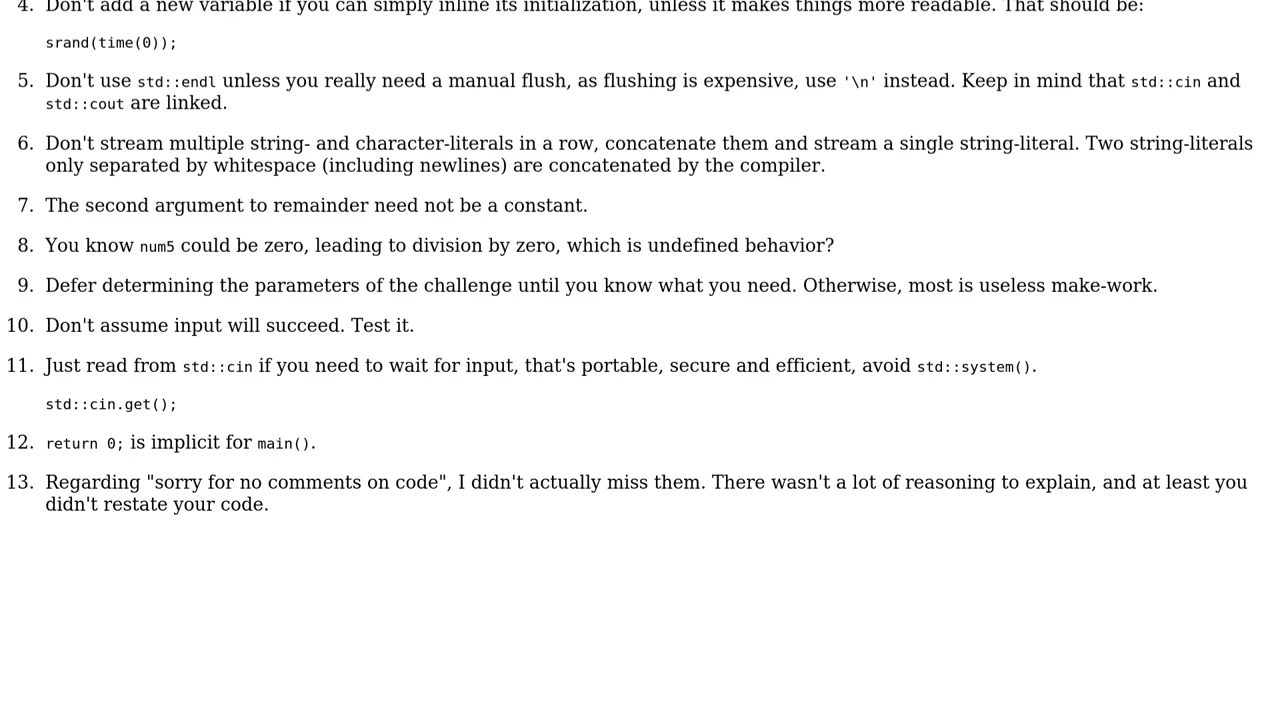 4. Don't add a new variable if you can simply inline its initialization, unless it makes things more readable. That should be:
srand(time(0));
5. Don't use std::endl unless you really need a manual flush, as flushing is expensive, use '\n' instead. Keep in mind that std::cin and
std::cout are linked.
6. Don't stream multiple string- and character-literals in a row, concatenate them and stream a single string-literal. Two string-literals
only separated by whitespace (including newlines) are concatenated by the compiler.
7. The second argument to remainder need not be a constant.
8. You know num5 could be zero, leading to division by zero, which is undefined behavior?
9. Defer determining the parameters of the challenge until you know what you need. Otherwise, most is useless make-work.
10. Don't assume input will succeed. Test it.
11. Just read from std::cin if you need to wait for input, that's portable, secure and efficient, avoid std::system().
std::cin.get();
12. return 0; is implicit for main().
13. Regarding "sorry for no comments on code", I didn't actually miss them. There wasn't a lot of reasoning to explain, and at least you
didn't restate your code.